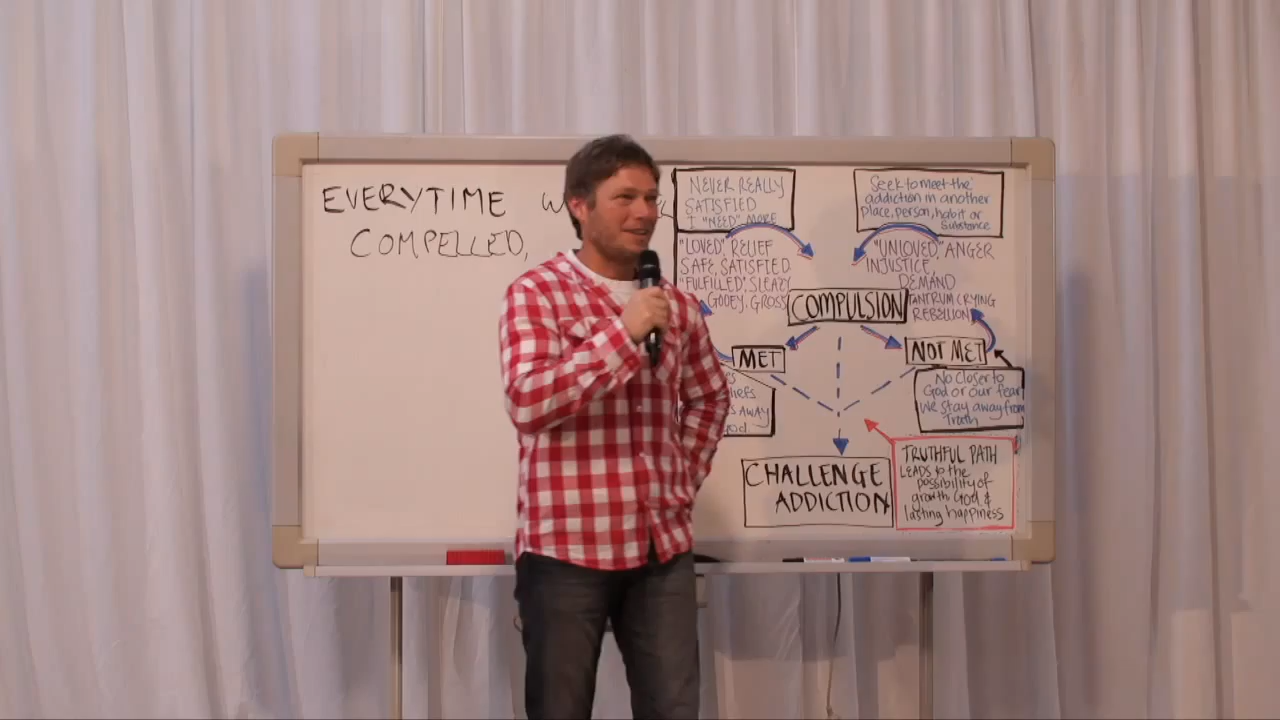 EVERYTIME
COMPELLED,
NEVER REALLY
SATISFIED
I "NEED" MORE
"LOVED", RELIEF
SAFE, SATISFIED
"FULFILLED", SLEAZY
GOOEY. GROSS
Seek to meet the
addiction in another
place, person, habit or
Substance
"UNLOVED", ANGER
INJUSTICE,
DEMAND
TANTRUM CRYING
REBELLION
COMPULSION
MET
NOT MET
AWAY
No closer to
God or our fear
we stay away from
Truth
CHALLENGE
ADDICTION
TRUTHFUL PATH
LEADS to the
possibility of
growth God &
lasting happiness